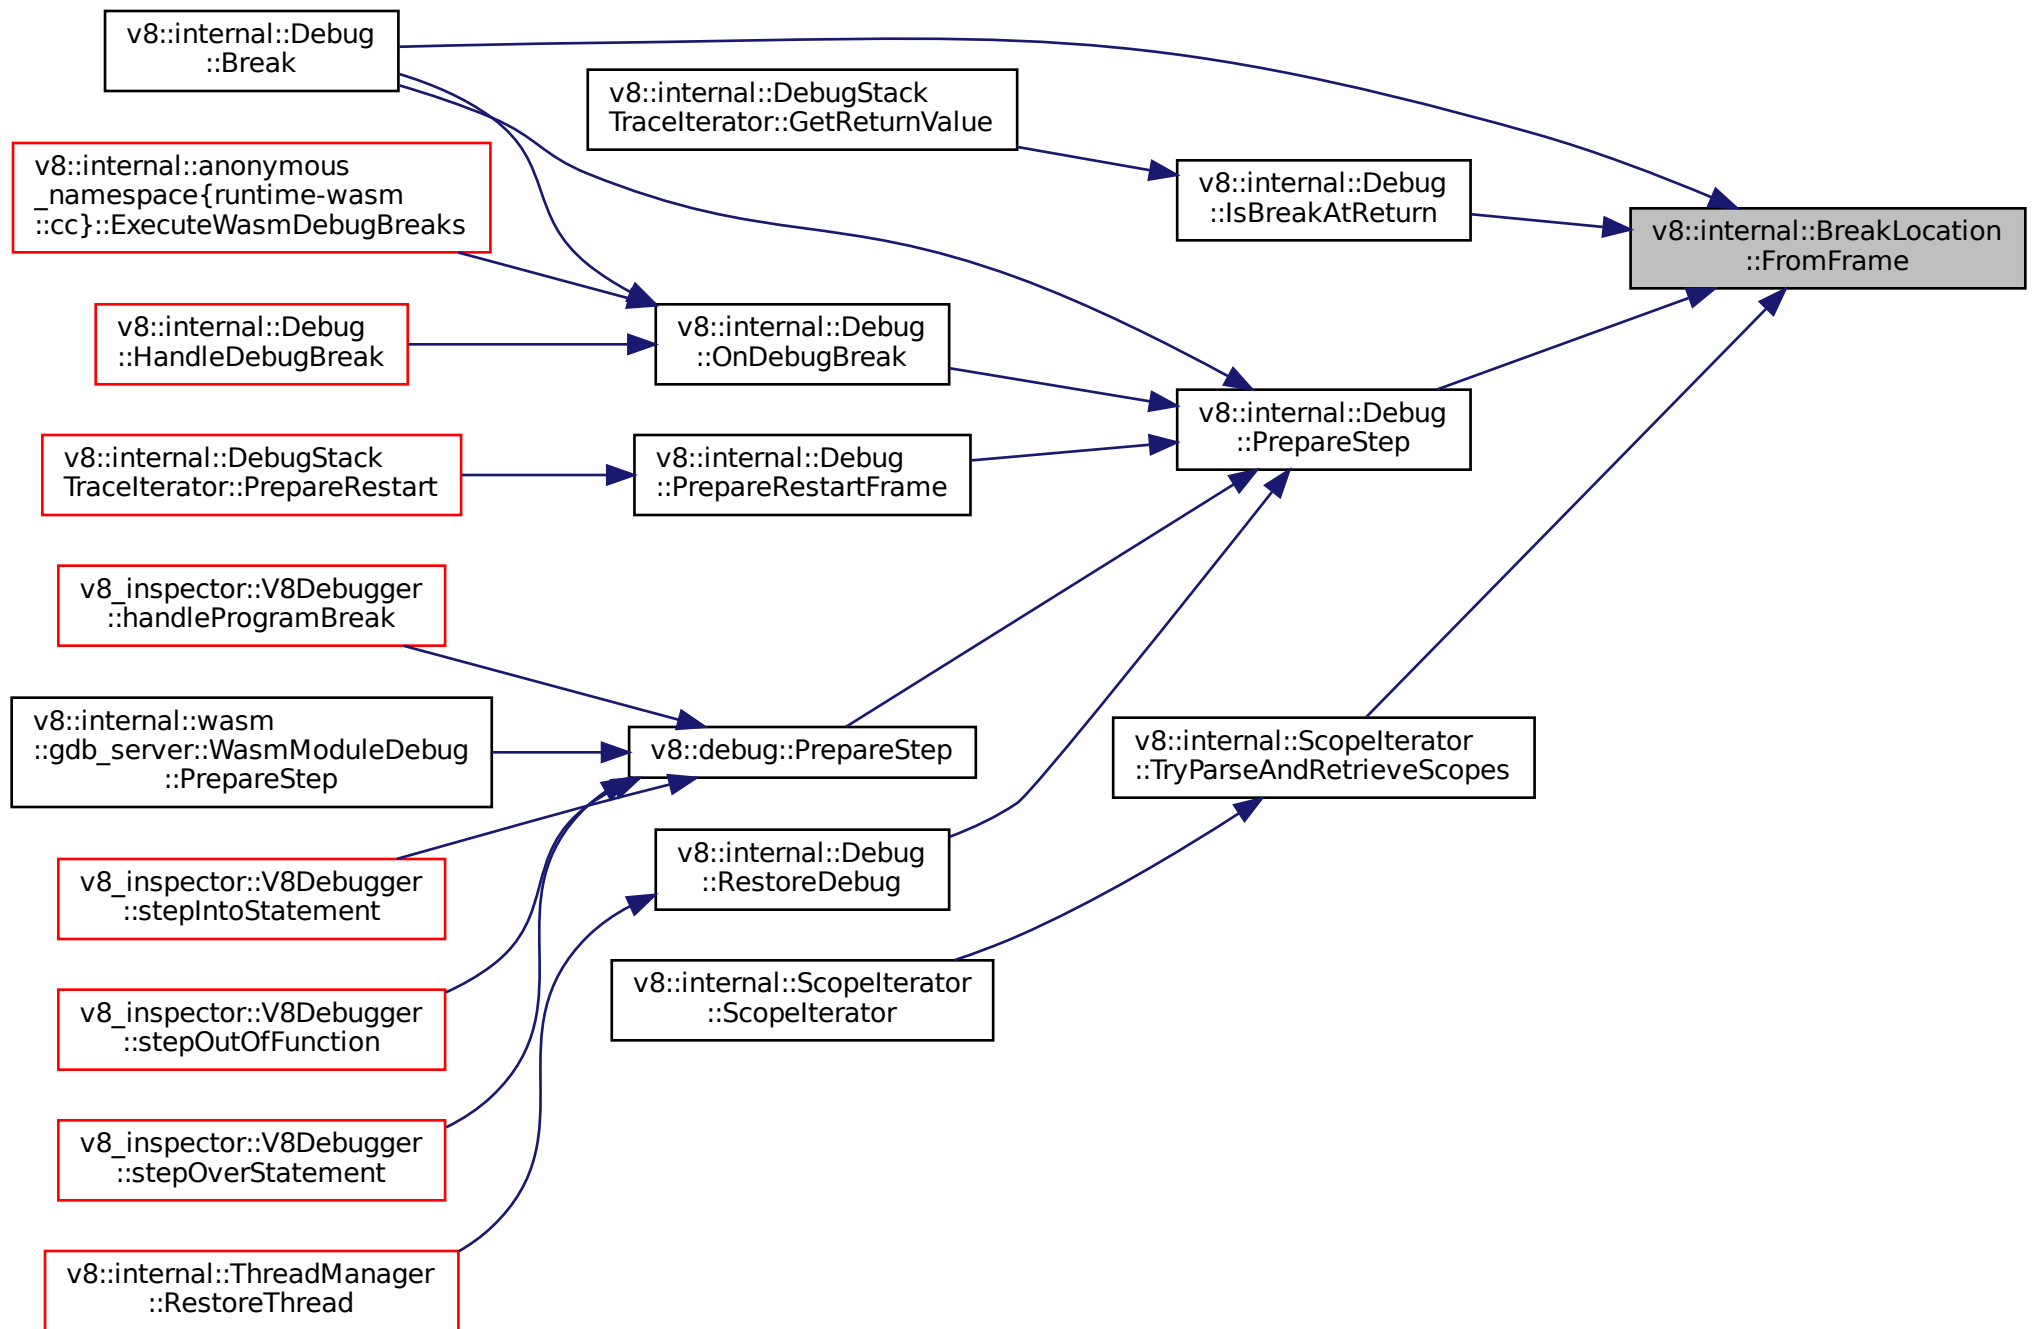 v8::internal::Debug
::Break
v8::internal::DebugStack
TraceIterator::GetReturnValue
v8::internal::anonymous
_namespace{runtime-wasm
::cc}::ExecuteWasmDebugBreaks
v8::internal::Debug
::IsBreakAtReturn
v8::internal::BreakLocation
::FromFrame
v8::internal::Debug
::HandleDebugBreak
v8::internal::Debug
::OnDebugBreak
v8::internal::Debug
::PrepareStep
v8::internal::DebugStack
TraceIterator::PrepareRestart
v8::internal::Debug
::PrepareRestartFrame
v8_inspector::V8Debugger
::handleProgramBreak
v8::internal::wasm
::gdb_server::WasmModuleDebug
::PrepareStep
v8::debug::PrepareStep
v8::internal::ScopeIterator
::TryParseAndRetrieveScopes
v8_inspector::V8Debugger
::stepIntoStatement
v8::internal::Debug
::RestoreDebug
v8_inspector::V8Debugger
::stepOutOfFunction
v8::internal::ScopeIterator
::ScopeIterator
v8_inspector::V8Debugger
::stepOverStatement
v8::internal::ThreadManager
::RestoreThread